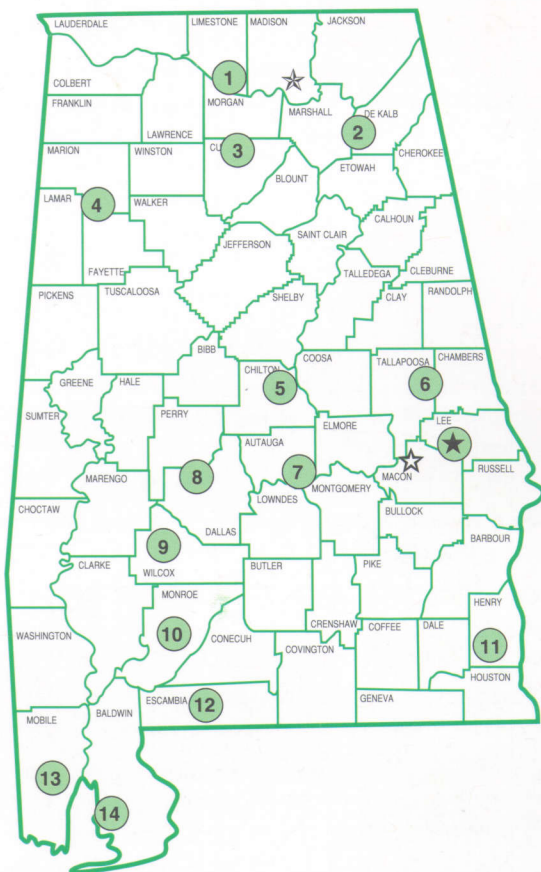 LAUDERDALE
LIMESTONE
MADISON
JACKSON
COLBERT
1
FRANKLIN
MORGAN
LAWRENCE
MARSHALL
2
DE KALB
MARION
WINSTON
CU
3
CHEROKEE
ETOWAH
BLOUNT
LAMAR
4
WALKER
CALHOUN
SAINT CLAIR
JEFFERSON
FAYETTE
TALLEDEGA
CLEBURNE
PICKENS
TUSCALOOSA
SHELBY
CLAY
RANDOLPH
BIBB
COOSA
TALLAPOOSA
CHAMBERS
CHILTON
5
6
GREENE
HALE
SUMTER
PERRY
LEE
AUTAUGA
ELMORE
8
7
MACON
RUSSELL
MARENGO
LOWNDES
MONTGOMERY
CHOCTAW
DALLAS
BULLOCK
9
BARBOUR
CLARKE
WILCOX
BUTLER
PIKE
MONROE
HENRY
10
CRENSHAW
COFFEE
DALE
WASHINGTON
CONECUH
COVINGTON
11
HOUSTON
ESCAMBIA
12
GENEVA
MOBILE
BALDWIN
13
14